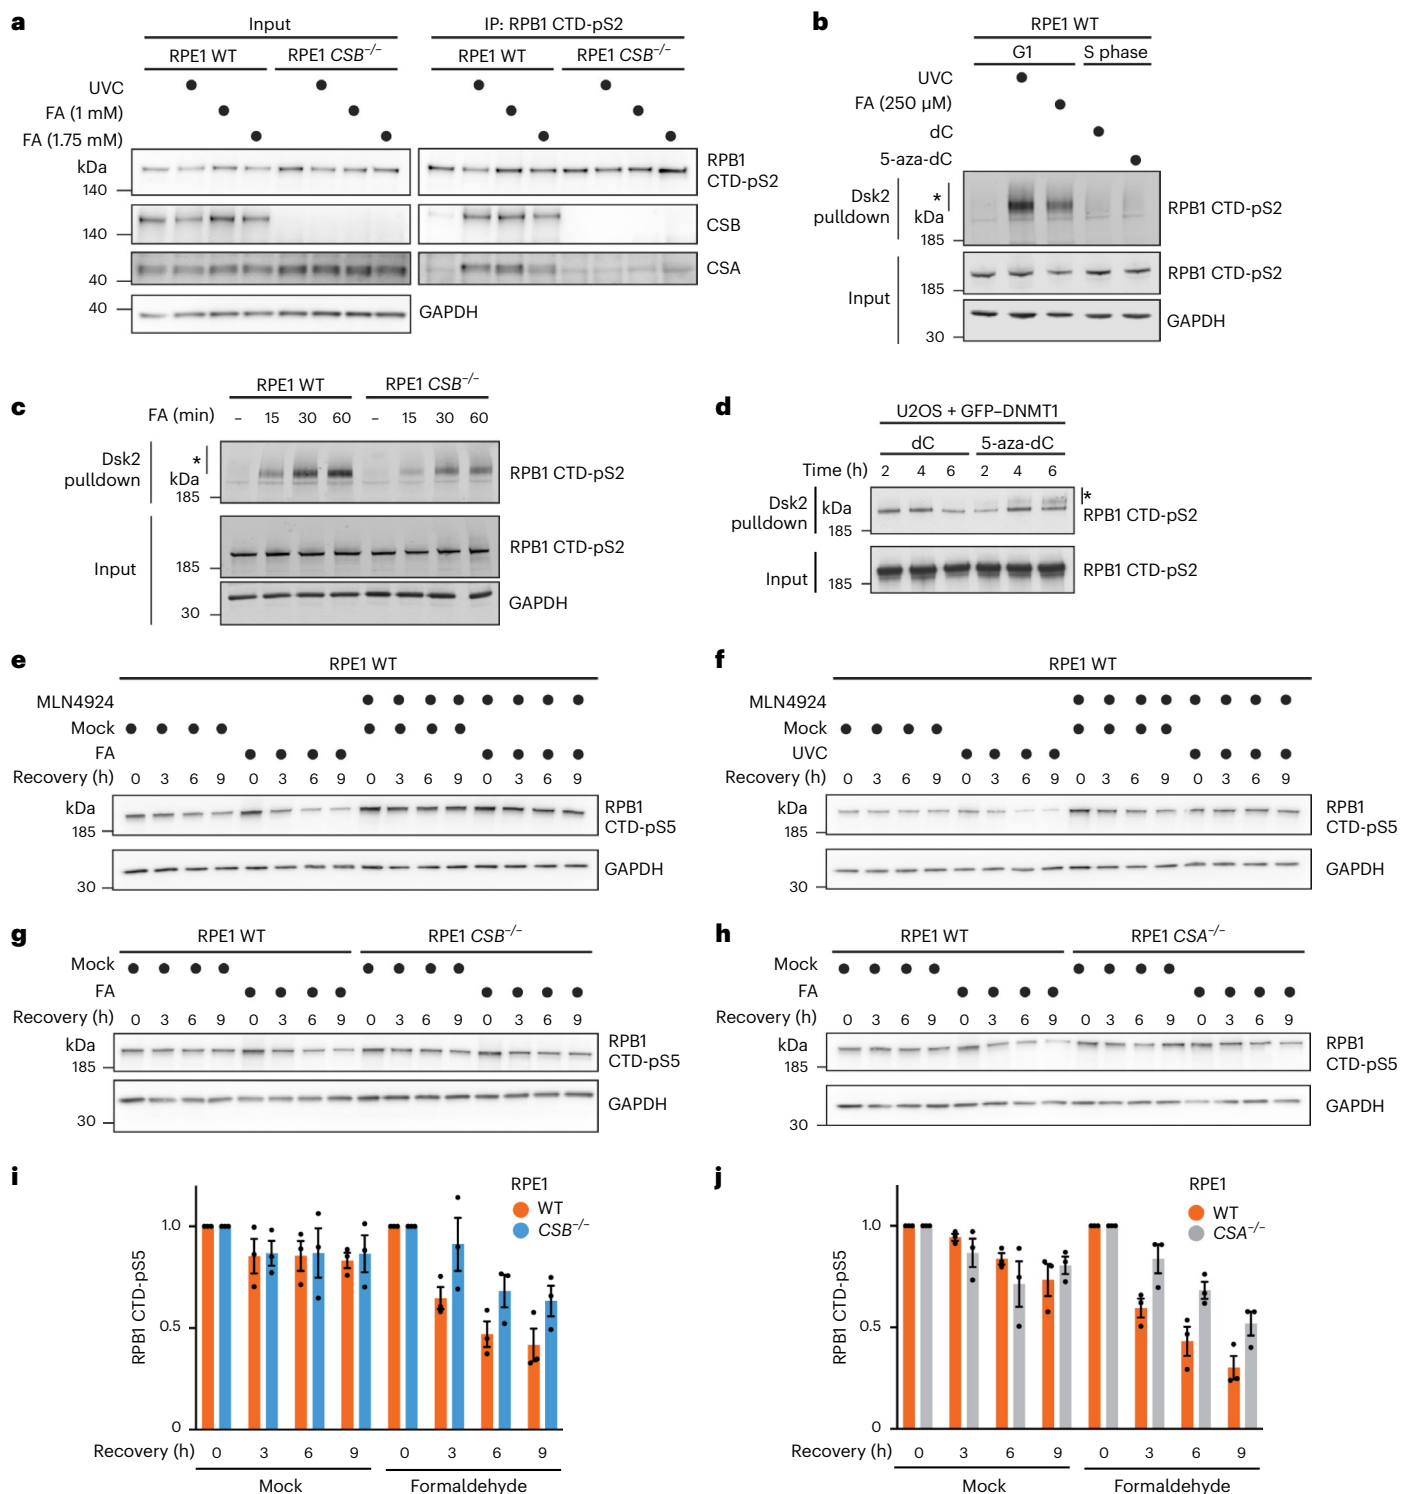 a
Input
IP: RPB1 CTD-pS2
RPE1 WT
RPE1 CSB−/−
RPE1 WT
RPE1 CSB−/−
UVC
FA (1 mM)
FA (1.75 mM)
kDa
140
RPB1
CTD-pS2
140
CSB
40
CSA
40
GAPDH
b
RPE1 WT
G1
S phase
UVC
FA (250 µM)
dC
5-aza-dC
Dsk2
pulldown
*
kDa
185
RPB1 CTD-pS2
Input
185
RPB1 CTD-pS2
30
GAPDH
c
RPE1 WT
RPE1 CSB−/−
FA (min)
– 15 30 60 – 15 30 60
Dsk2
pulldown
*
kDa
185
RPB1 CTD-pS2
Input
185
RPB1 CTD-pS2
30
GAPDH
d
U2OS + GFP–DNMT1
dC
5-aza-dC
Time (h) 2 4 6 2 4 6
Dsk2
pulldown
kDa
185
*
RPB1 CTD-pS2
Input
185
RPB1 CTD-pS2
e
RPE1 WT
MLN4924
Mock
FA
Recovery (h) 0 3 6 9 0 3 6 9 0 3 6 9 0 3 6 9
kDa
185
RPB1
CTD-pS5
30
GAPDH
f
RPE1 WT
MLN4924
Mock
UVC
Recovery (h) 0 3 6 9 0 3 6 9 0 3 6 9 0 3 6 9
kDa
185
RPB1
CTD-pS5
30
GAPDH
g
RPE1 WT
RPE1 CSB−/−
Mock
FA
Recovery (h) 0 3 6 9 0 3 6 9 0 3 6 9 0 3 6 9
kDa
185
RPB1
CTD-pS5
30
GAPDH
h
RPE1 WT
RPE1 CSA−/−
Mock
FA
Recovery (h) 0 3 6 9 0 3 6 9 0 3 6 9 0 3 6 9
kDa
185
RPB1
CTD-pS5
30
GAPDH
i
RPE1
WT
CSB−/−
RPB1 CTD-pS5
1.0
0.5
0
Recovery (h) 0 3 6 9 0 3 6 9
Mock
Formaldehyde
j
RPE1
WT
CSA−/−
RPB1 CTD-pS5
1.0
0.5
0
Recovery (h) 0 3 6 9 0 3 6 9
Mock
Formaldehyde